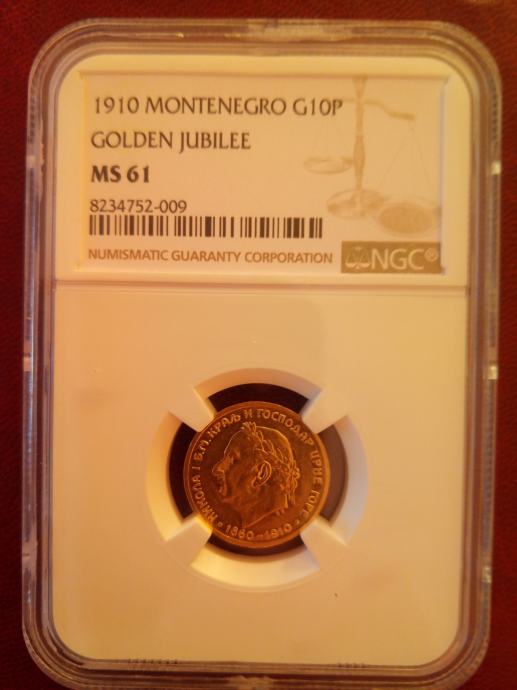 1910 MONTENEGRO G10P
GOLDEN JUBILEE
MS 61
8234752-009
NUMISMATIC GUARANTY CORPORATION
NGC®
НИКОЛА I Б.М. КРАЉ И ГОСПОДАР ЦРНЕ ГОРЕ
1860-1910